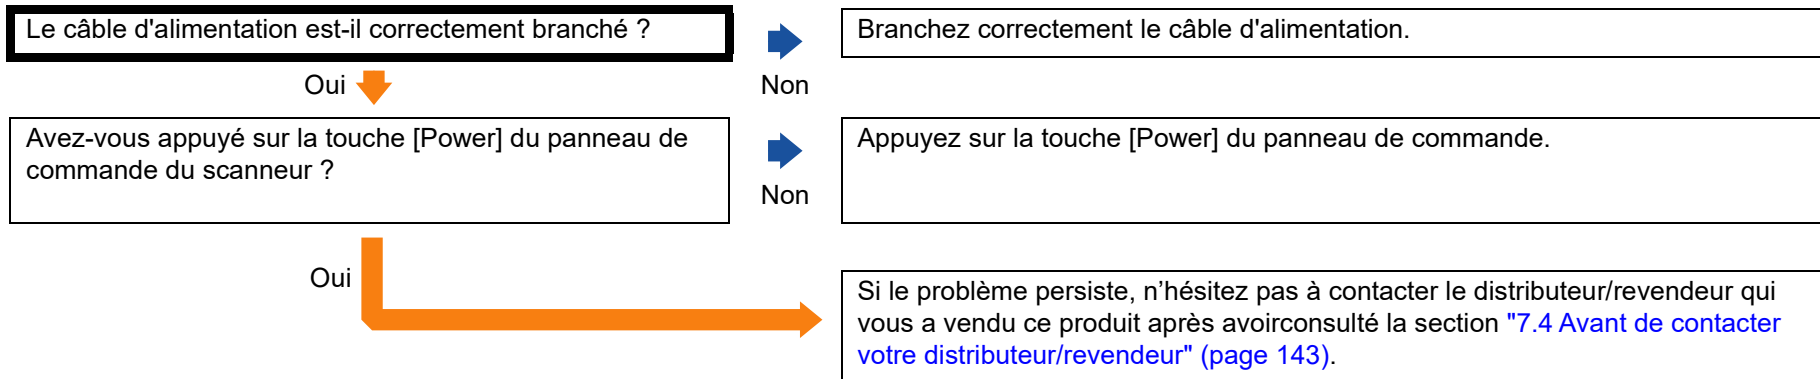 Le câble d'alimentation est-il correctement branché ?
Branchez correctement le câble d'alimentation.
Oui
Non
Avez-vous appuyé sur la touche [Power] du panneau de
commande du scanneur ?
Appuyez sur la touche [Power] du panneau de commande.
Non
Oui
Si le problème persiste, n’hésitez pas à contacter le distributeur/revendeur qui
vous a vendu ce produit après avoirconsulté la section "7.4 Avant de contacter
votre distributeur/revendeur" (page 143).